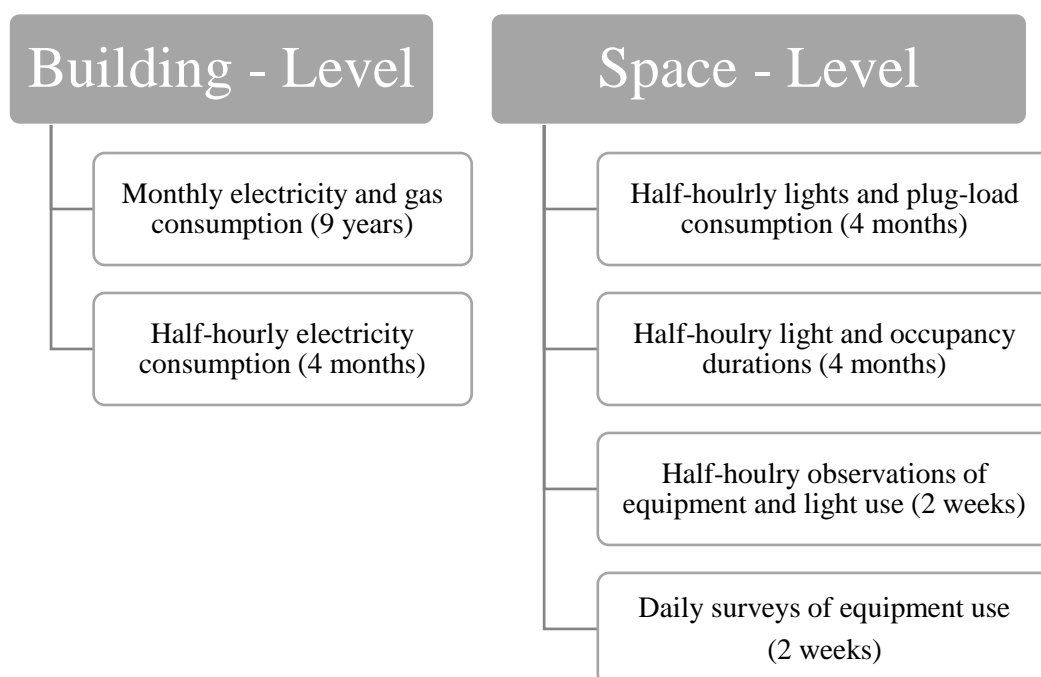 Building - Level
Monthly electricity and gas
consumption (9 years)
Half-hourly electricity
consumption (4 months)
Space - Level
Half-houlrly lights and plug-load
consumption (4 months)
Half-houlry light and occupancy
durations (4 months)
Half-houlry observations of
equipment and light use (2 weeks)
Daily surveys of equipment use
(2 weeks)